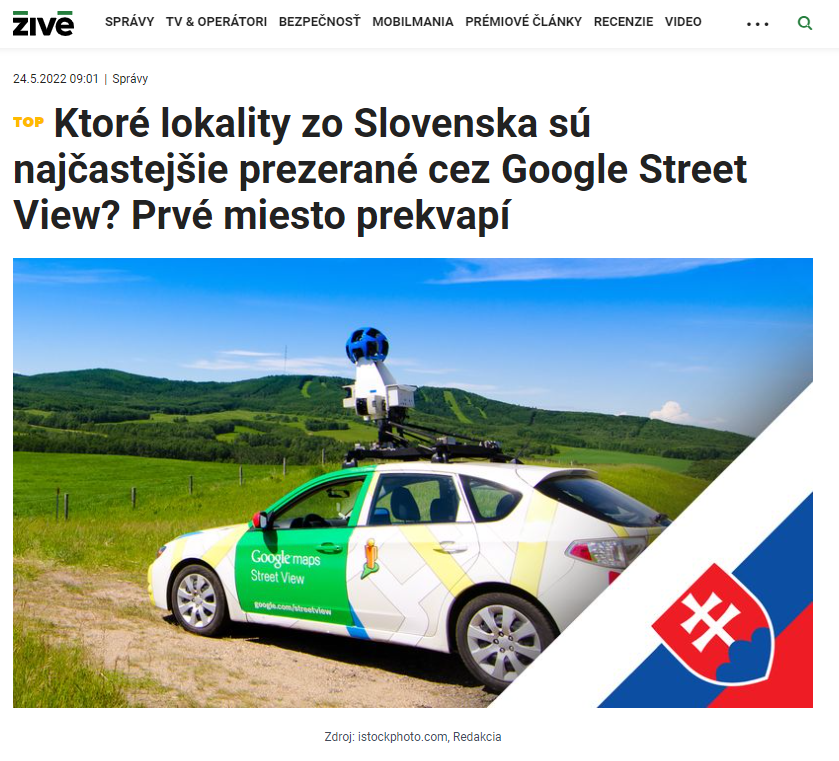 živē
SPRÁVY TV & OPERÁTORI BEZPEČNOSŤ MOBILMANIA PRÉMIOVÉ ČLÁNKY RECENZIE VIDEO
24.5.2022 09:01 | Správy
TOP Ktoré lokality zo Slovenska sú
najčastejšie prezerané cez Google Street
View? Prvé miesto prekvapí
Google maps
Street View
google.com/streetview
Zdroj: istockphoto.com, Redakcia